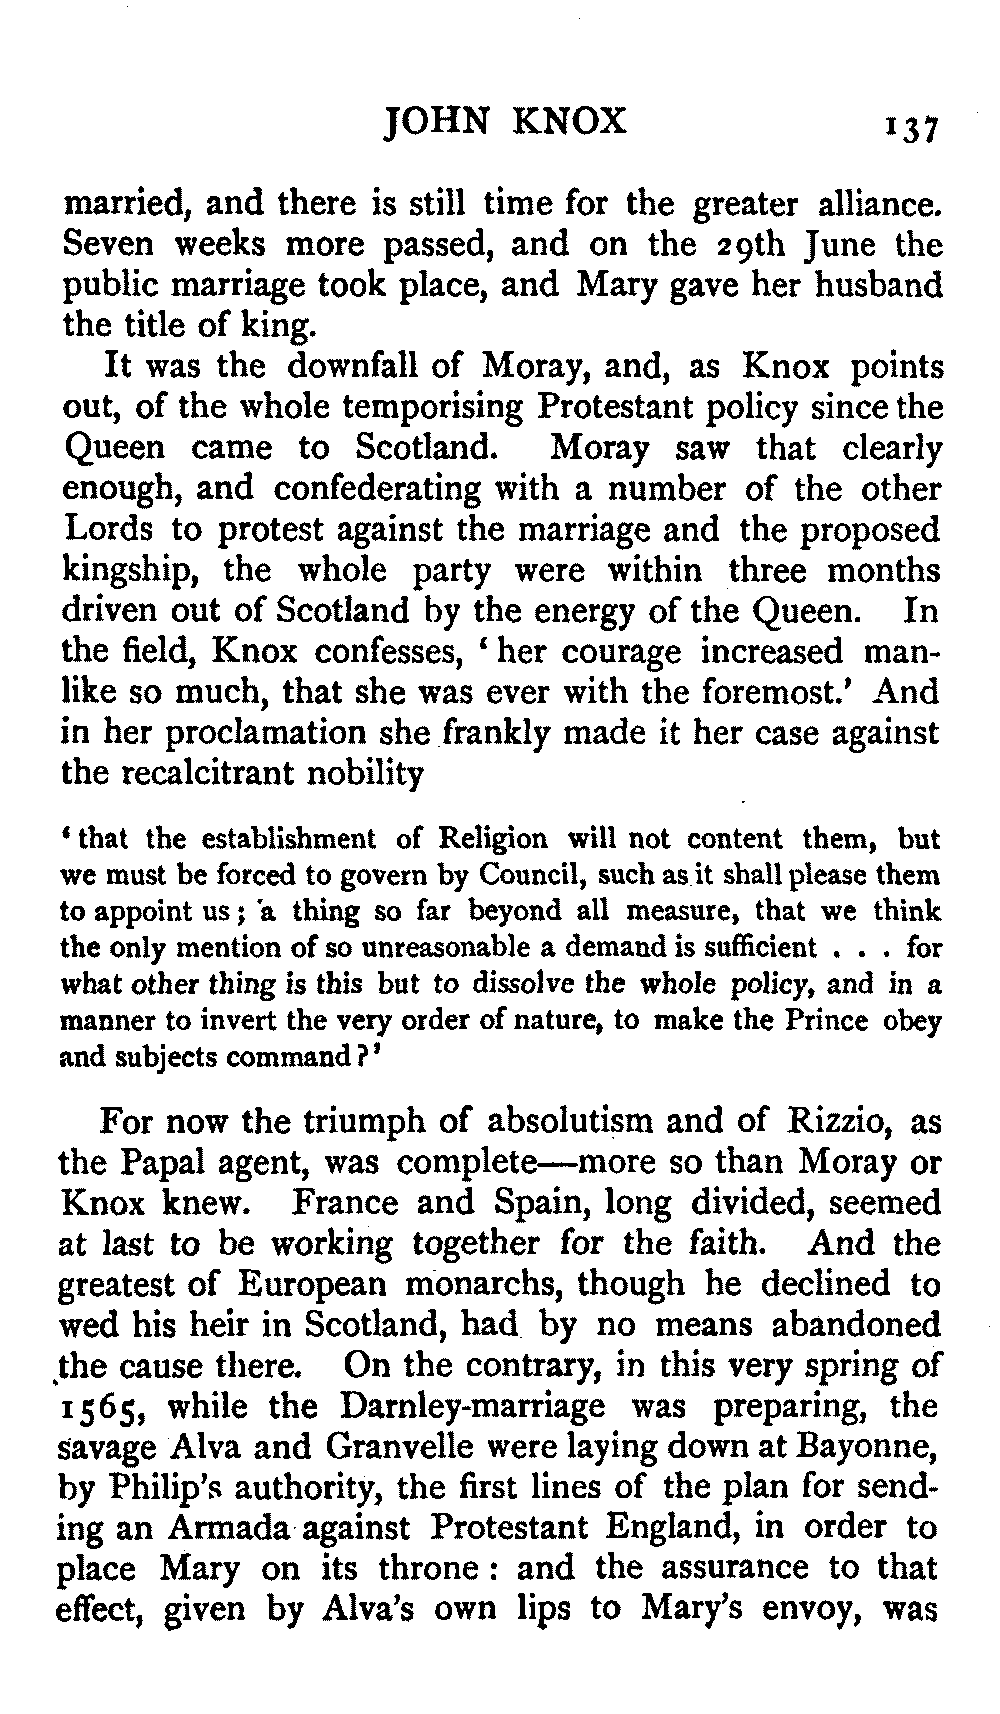 JOHN KNOX 137
married, and there is still time for the greater alliance.
Seven weeks more passed, and on the 29th June the
public marriage took place, and Mary gave her husband
the title of king.
It was the downfall of Moray, and, as Knox points
out, of the whole temporising Protestant policy since the
Queen came to Scotland. Moray saw that clearly
enough, and confederating with a number of the other
Lords to protest against the marriage and the proposed
kingship, the whole party were within three months
driven out of Scotland by the energy of the Queen. In
the field, Knox confesses, ‘her courage increased man-
like so much, that she was ever with the foremost.’ And
in her proclamation she frankly made it her case against
the recalcitrant nobility
‘that the establishment of Religion will not content them, but
we must be forced to govern by Council, such as it shall please them
to appoint us; a thing so far beyond all measure, that we think
the only mention of so unreasonable a demand is sufficient . . . for
what other thing is this but to dissolve the whole policy, and in a
manner to invert the very order of nature, to make the Prince obey
and subjects command?’
For now the triumph of absolutism and of Rizzio, as
the Papal agent, was complete—more so than Moray or
Knox knew. France and Spain, long divided, seemed
at last to be working together for the faith. And the
greatest of European monarchs, though he declined to
wed his heir in Scotland, had by no means abandoned
the cause there. On the contrary, in this very spring of
1565, while the Darnley-marriage was preparing, the
savage Alva and Granvelle were laying down at Bayonne,
by Philip's authority, the first lines of the plan for send-
ing an Armada against Protestant England, in order to
place Mary on its throne: and the assurance to that
effect, given by Alva's own lips to Mary's envoy, was